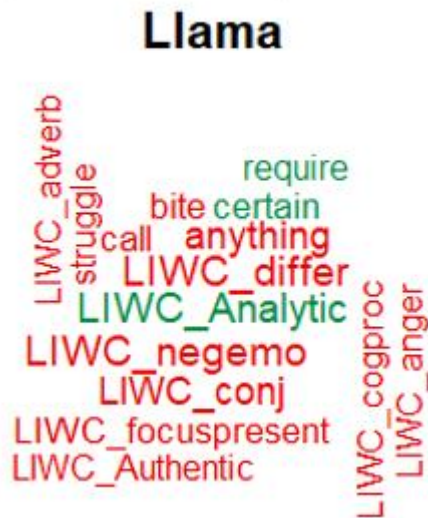 Llama
LIWC_adverb
struggle
require
bite certain
call anything
LIWC_differ
LIWC_Analytic
LIWC_negemo
LIWC_conj
LIWC_focuspresent
LIWC_Authentic
LIWC_cogproc
LIWC_anger